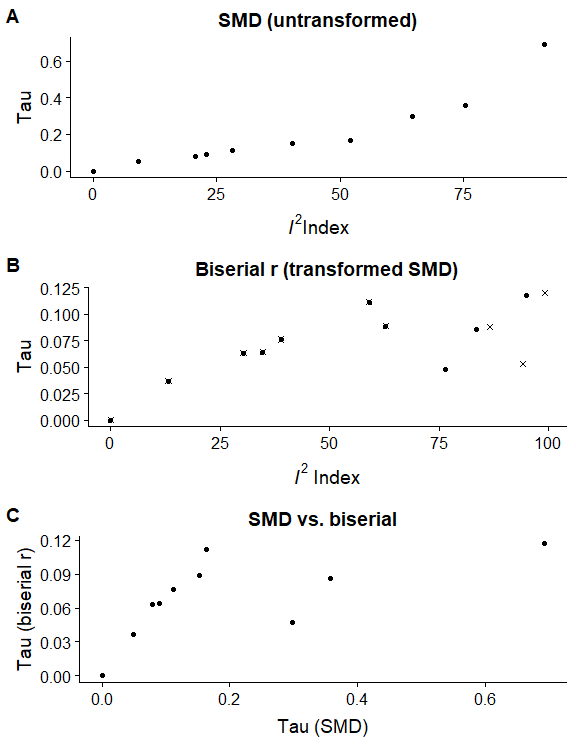 A
SMD (untransformed)
Tau
0.6
0.4
0.2
0.0
0 25 50 75
I² Index
B
Biserial r (transformed SMD)
Tau
0.125
0.100
0.075
0.050
0.025
0.000
0 25 50 75 100
I² Index
C
SMD vs. biserial
Tau (biserial r)
0.12
0.09
0.06
0.03
0.00
0.0 0.2 0.4 0.6
Tau (SMD)